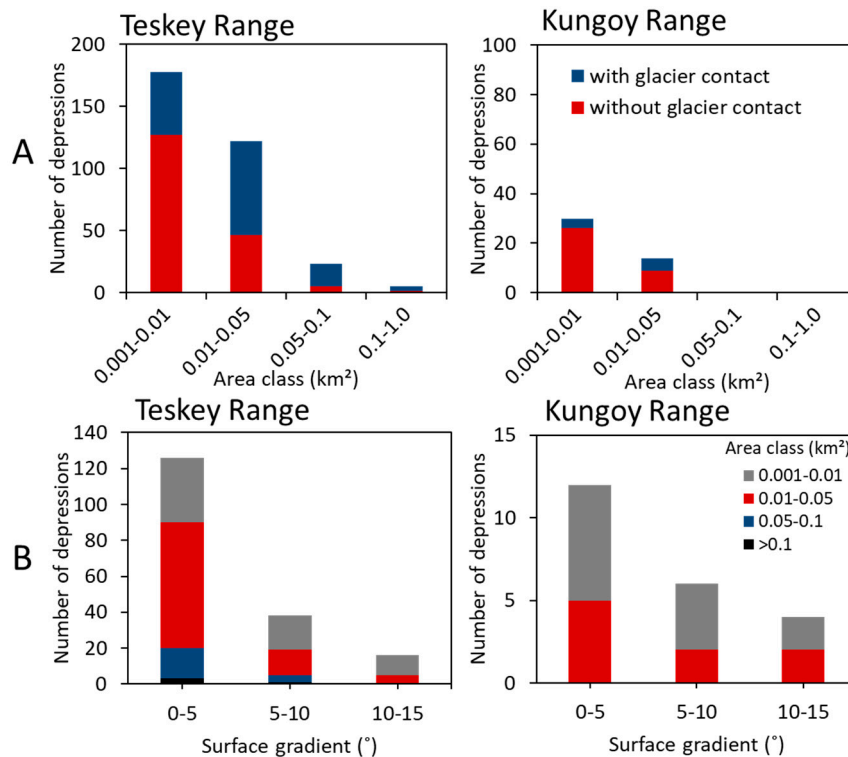 Teskey Range
Kungoy Range
A
Number of depressions
200
150
100
50
0
0.001-0.01
0.01-0.05
0.05-0.1
0.1-1.0
Area class (km²)
Number of depressions
100
80
60
40
20
0
with glacier contact
without glacier contact
0.001-0.01
0.01-0.05
0.05-0.1
0.1-1.0
Area class (km²)
Teskey Range
Kungoy Range
B
Number of depressions
140
120
100
80
60
40
20
0
0-5
5-10
10-15
Surface gradient (˚)
Number of depressions
15
10
5
0
Area class (km²)
0.001-0.01
0.01-0.05
0.05-0.1
>0.1
0-5
5-10
10-15
Surface gradient (˚)